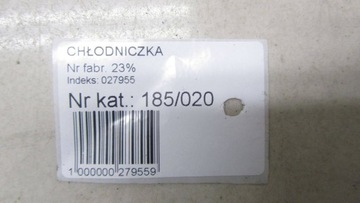 CHŁODNICZKA
Nr fabr. 23%
Indeks: 027955
Nr kat.: 185/020
1 000000 279559